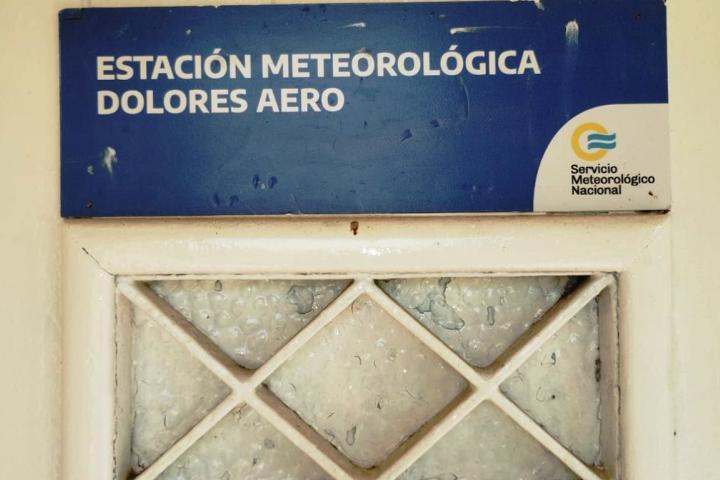 ESTACIÓN METEOROLÓGICA
DOLORES AERO
Servicio
Meteorológico
Nacional